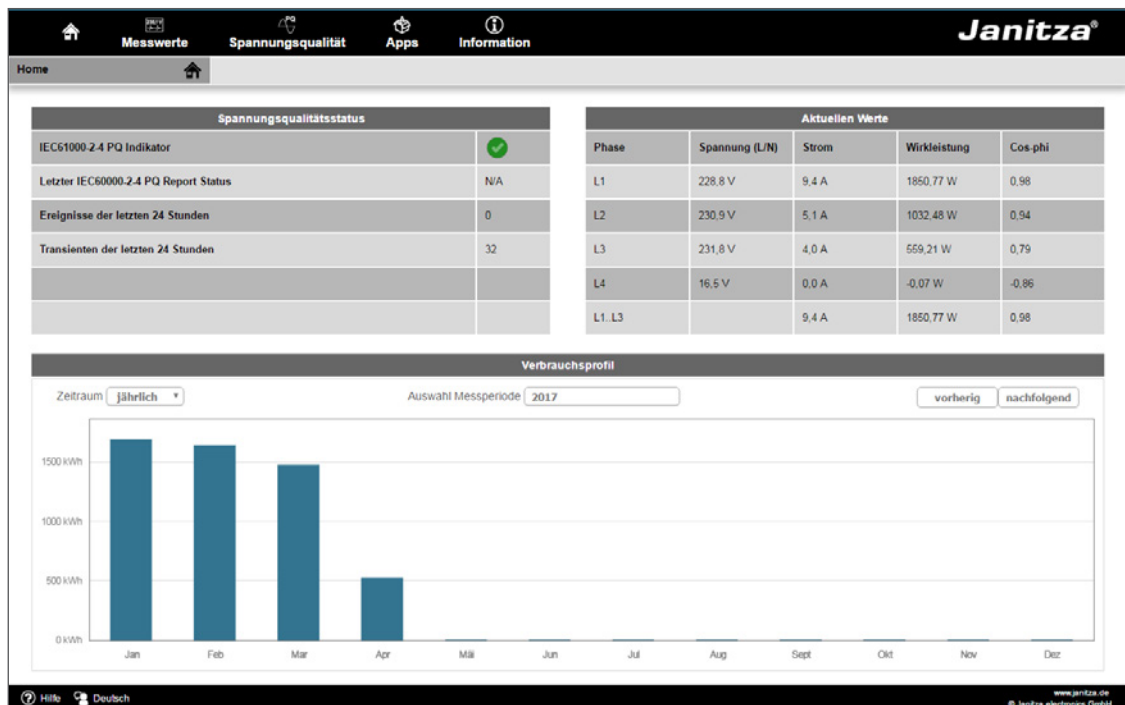 Messwerte Spannungsqualität Apps Information Janitza®
Home
Spannungsqualitätsstatus
IEC61000-2-4 PQ Indikator
Letzter IEC60000-2-4 PQ Report Status N/A
Ereignisse der letzten 24 Stunden 0
Transienten der letzten 24 Stunden 32
Aktuellen Werte
Phase Spannung (L/N) Strom Wirkleistung Cos-phi
L1 228,8 V 9,4 A 1850,77 W 0,98
L2 230,9 V 5,1 A 1032,48 W 0,94
L3 231,8 V 4,0 A 559,21 W 0,79
L4 16,5 V 0,0 A -0,07 W -0,86
L1..L3 9,4 A 1850,77 W 0,98
Verbrauchsprofil
Zeitraum jährlich Auswahl Messperiode 2017 vorherig nachfolgend
1500 kWh
1000 kWh
500 kWh
0 kWh
Jan Feb Mar Apr Mäi Jun Jul Aug Sept Okt Nov Dez
Hilfe Deutsch
www.janitza.de
© Janitza electronics GmbH